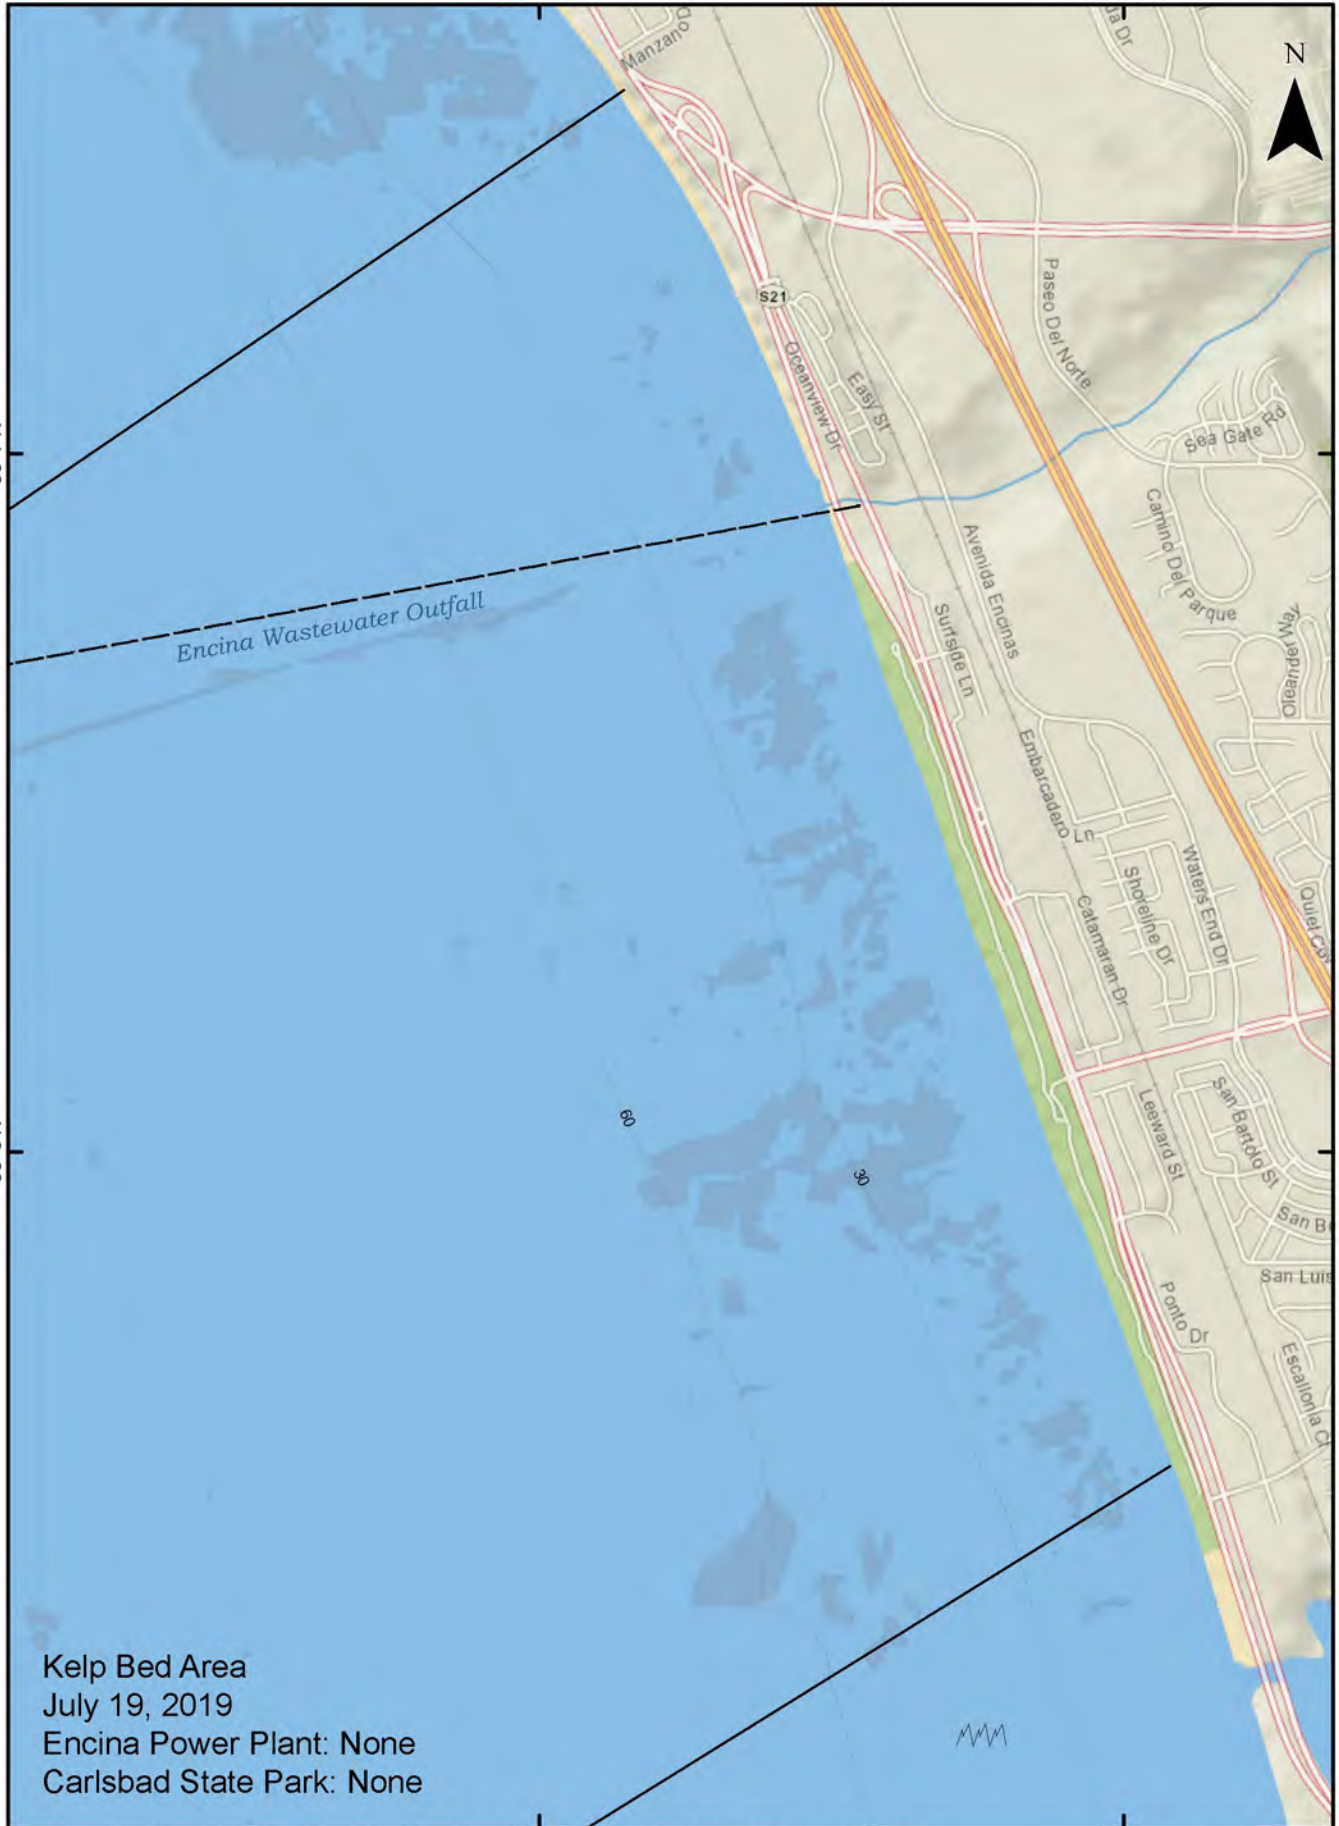 Manzano
N
S21
Oceanview Dr
Easy St
Paseo Del Norte
Sea Gate Rd
Camino Del Parque
Avenida Encinas
Surfside Ln
Oleander Way
Encina Wastewater Outfall
Embarcadero Ln
Waters End Dr
Shoreline Dr
Catamaran Dr
60
30
Leeward St
San Bartolo St
San B
San Luis
Ponto Dr
Escallonia Ct
Kelp Bed Area
July 19, 2019
Encina Power Plant: None
Carlsbad State Park: None